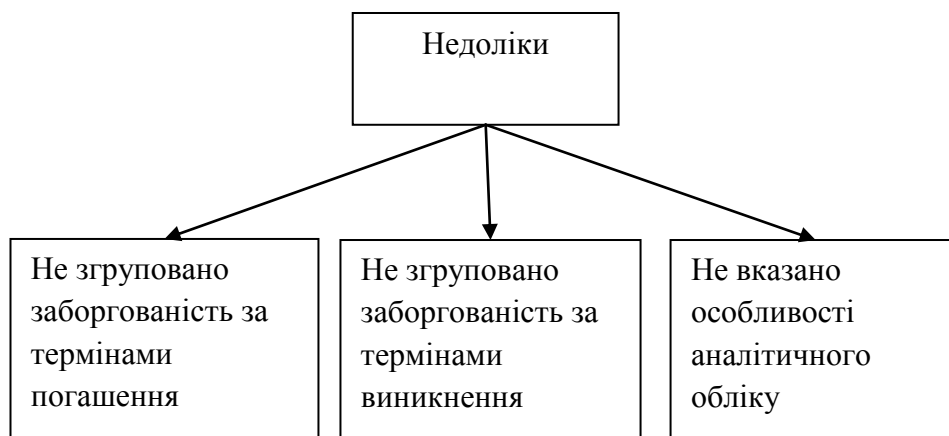 Недоліки
Не згруповано
заборгованість за
термінами
погашення
Не згруповано
заборгованість за
термінами
виникнення
Не вказано
особливості
аналітичного
обліку